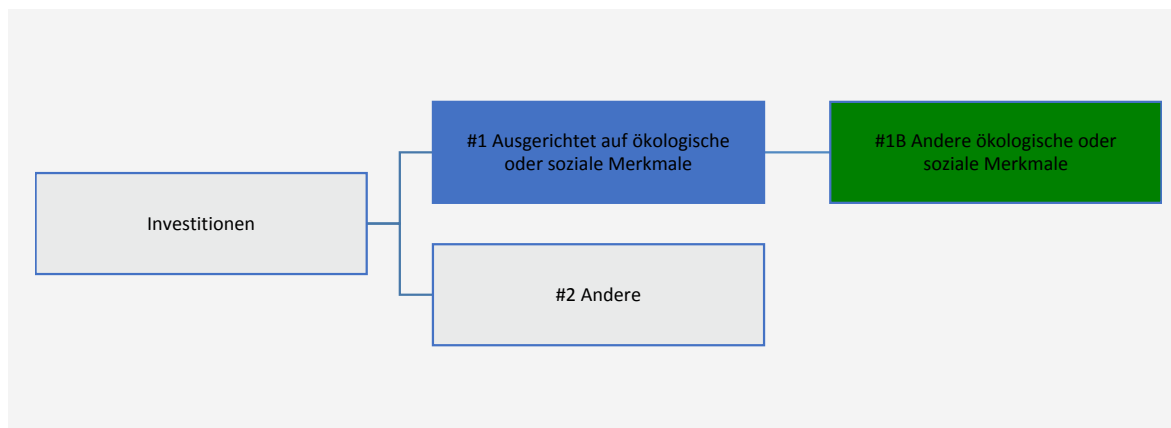 Investitionen
#1 Ausgerichtet auf ökologische
oder soziale Merkmale
#1B Andere ökologische oder
soziale Merkmale
#2 Andere